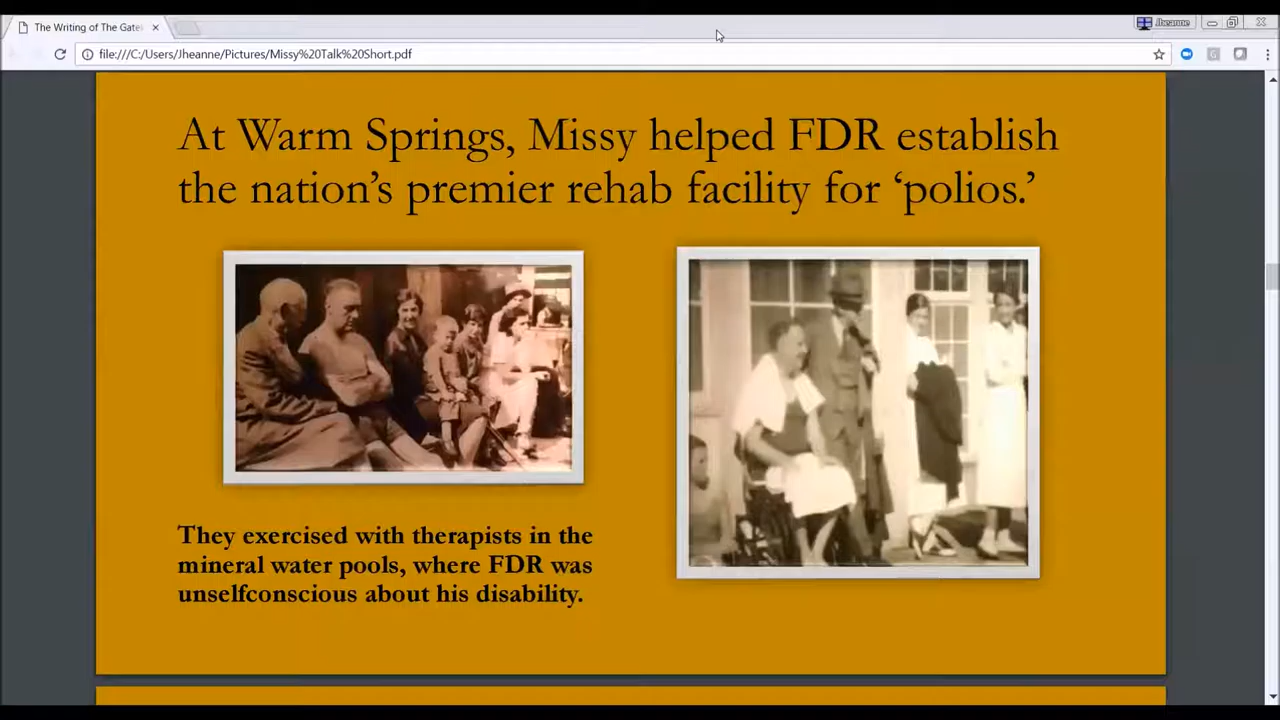 The Writing of The Gate
Jheanne
file:///C:/Users/Jheanne/Pictures/Missy%20Talk%20Short.pdf
At Warm Springs, Missy helped FDR establish
the nation’s premier rehab facility for ‘polios.’
They exercised with therapists in the
mineral water pools, where FDR was
unselfconscious about his disability.